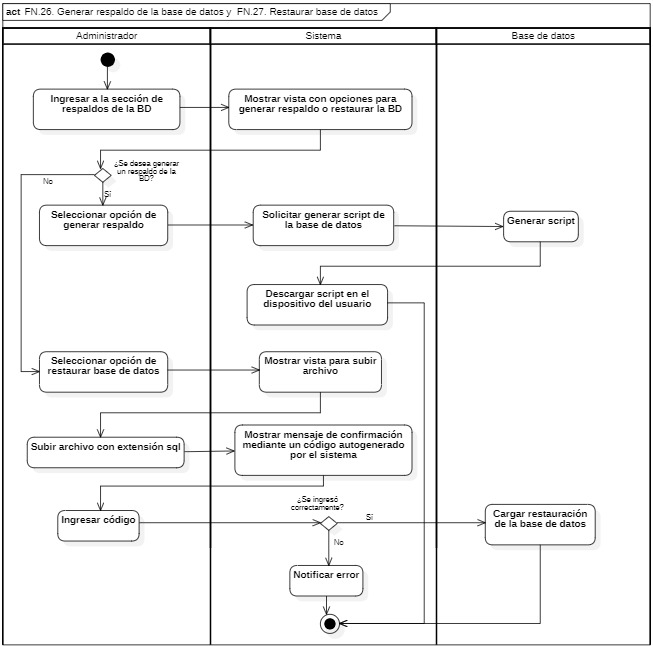 act FN.26. Generar respaldo de la base de datos y FN.27. Restaurar base de datos
Administrador
Sistema
Base de datos
Ingresar a la sección de
respaldos de la BD
Mostrar vista con opciones para
generar respaldo o restaurar la BD
¿Se desea generar
un respaldo de la
BD?
No
Sí
Seleccionar opción de
generar respaldo
Solicitar generar script de
la base de datos
Generar script
Descargar script en el
dispositivo del usuario
Seleccionar opción de
restaurar base de datos
Mostrar vista para subir
archivo
Subir archivo con extensión sql
Mostrar mensaje de confirmación
mediante un código autogenerado
por el sistema
Ingresar código
¿Se ingresó
correctamente?
Sí
No
Cargar restauración
de la base de datos
Notificar error